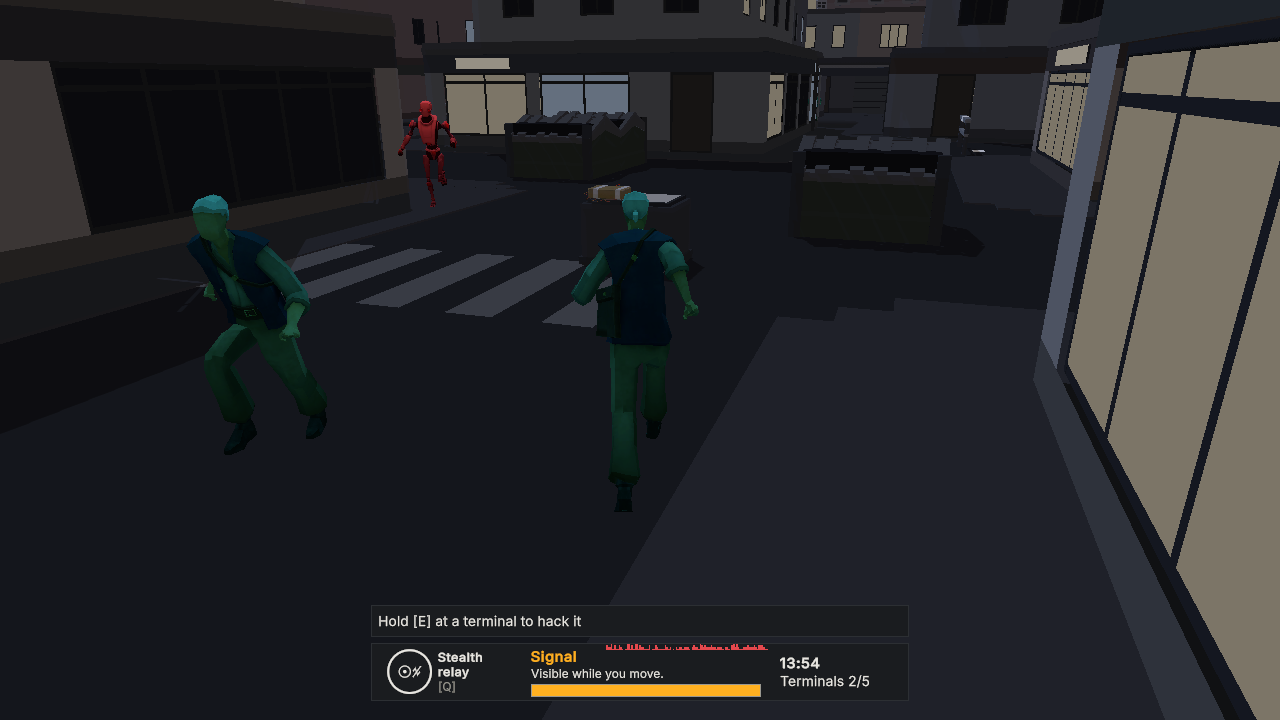 Hold [E] at a terminal to hack it
Stealth
relay
[Q]
Signal
Visible while you move.
13:54
Terminals 2/5